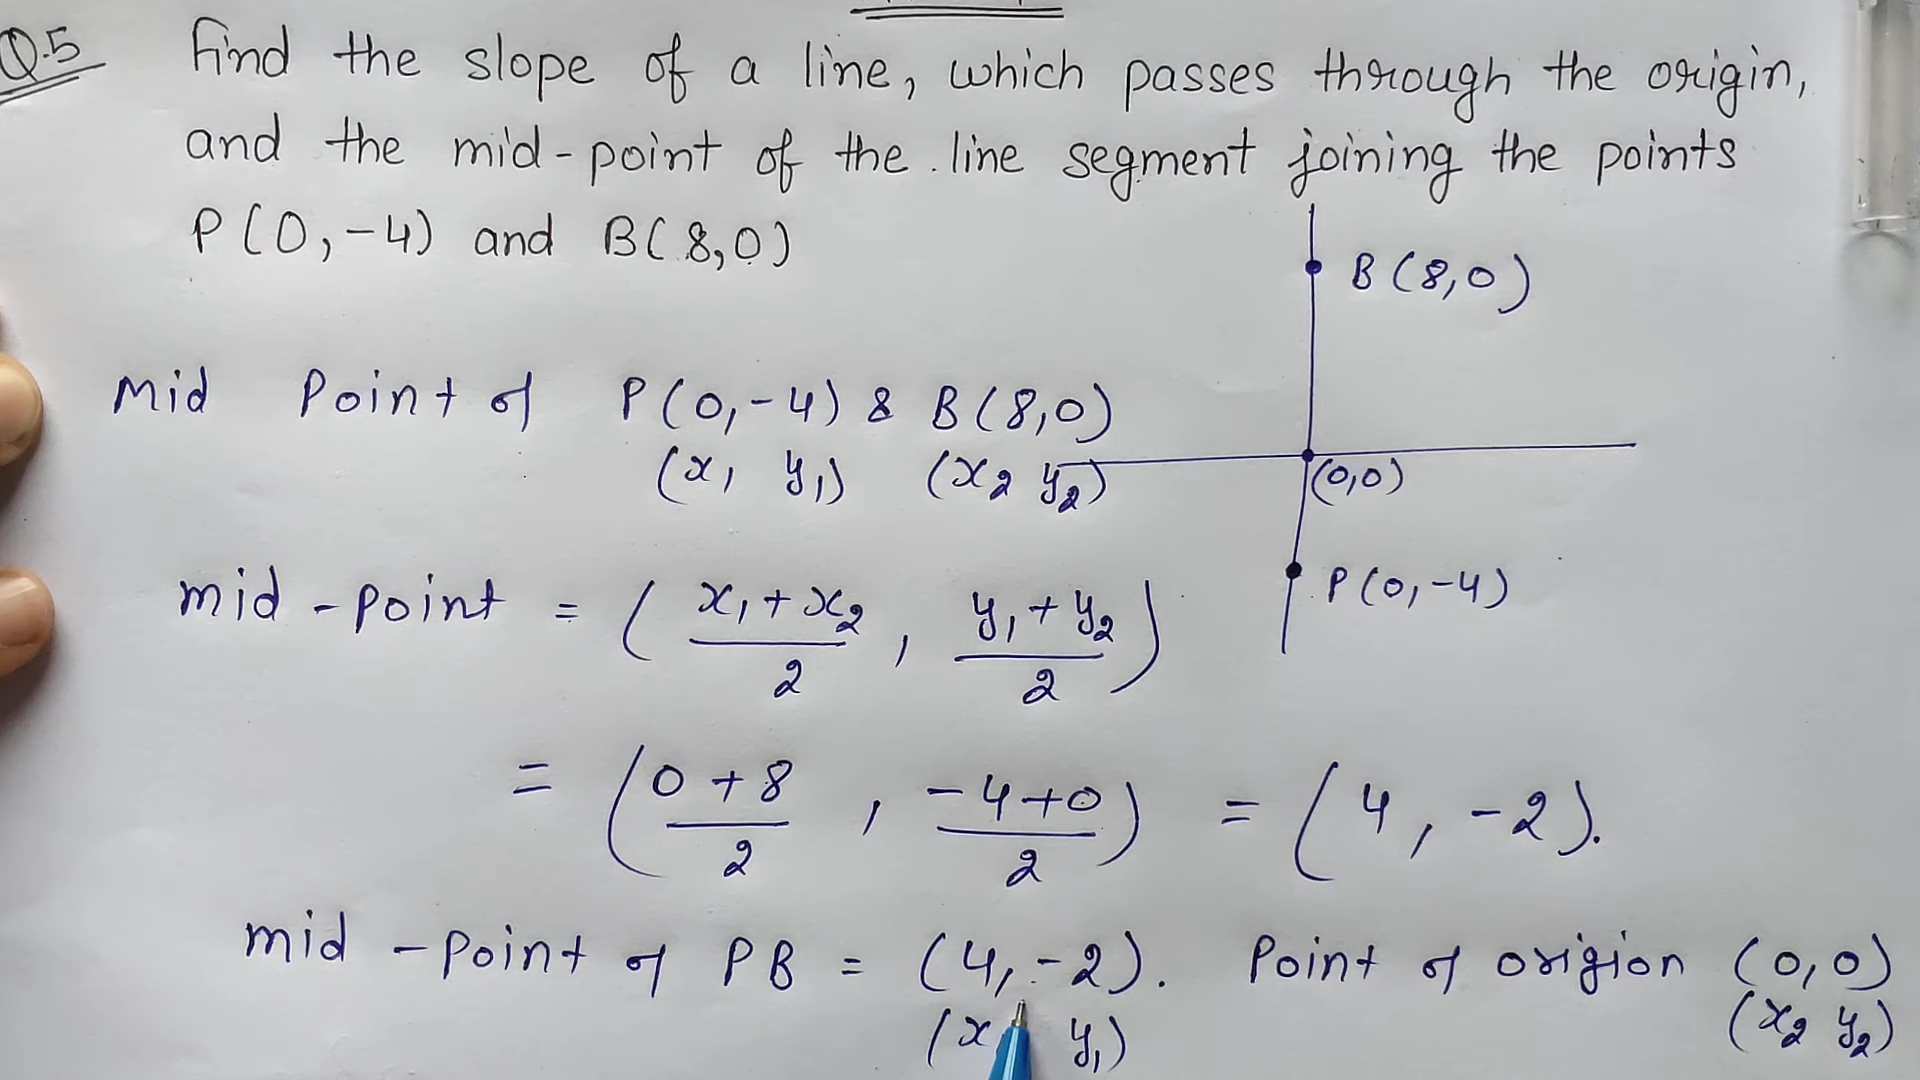 Q.5 Find the slope of a line, which passes through the origin,
and the mid-point of the line segment joining the points
P(0,-4) and B(8,0)
B(8,0)
Mid Point of P(0,-4) & B(8,0)
(x₁ y₁) (x₂ y₂)
(0,0)
P(0,-4)
mid-point = ( x₁+x₂ / 2 , y₁+y₂ / 2 )
= ( 0+8 / 2 , -4+0 / 2 ) = (4, -2).
mid-point of PB = (4,-2). Point of origion (0,0)
(x y₁) (x₂ y₂)